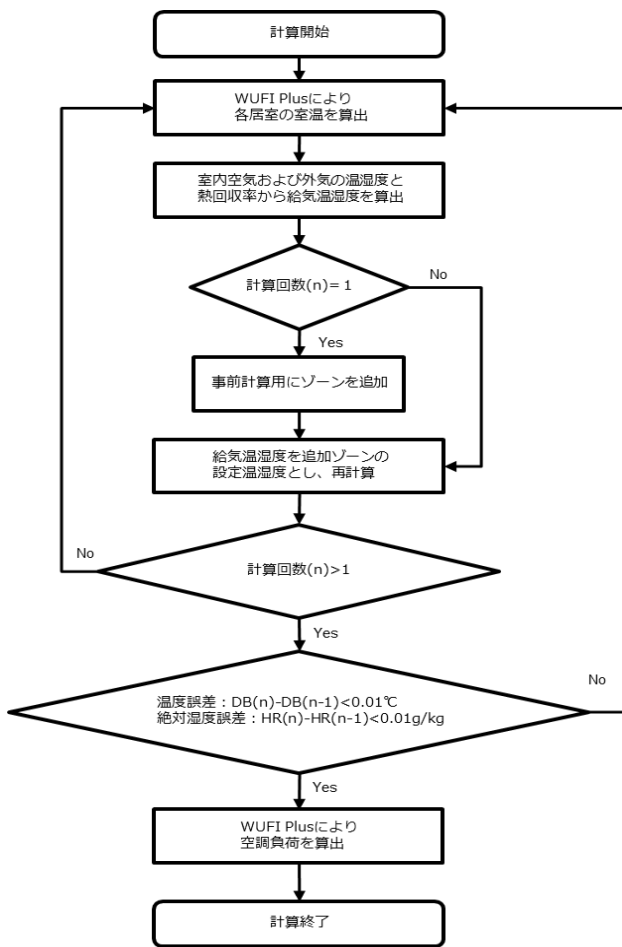 計算開始
WUFI Plusにより
各居室の室温を算出
室内空気および外気の温湿度と
熱回収率から給気温湿度を算出
計算回数(n)=1
No
Yes
事前計算用にゾーンを追加
給気温湿度を追加ゾーンの
設定温湿度とし、再計算
No
計算回数(n)>1
Yes
温度誤差：DB(n)-DB(n-1)<0.01℃
絶対湿度誤差：HR(n)-HR(n-1)<0.01g/kg
No
Yes
WUFI Plusにより
空調負荷を算出
計算終了